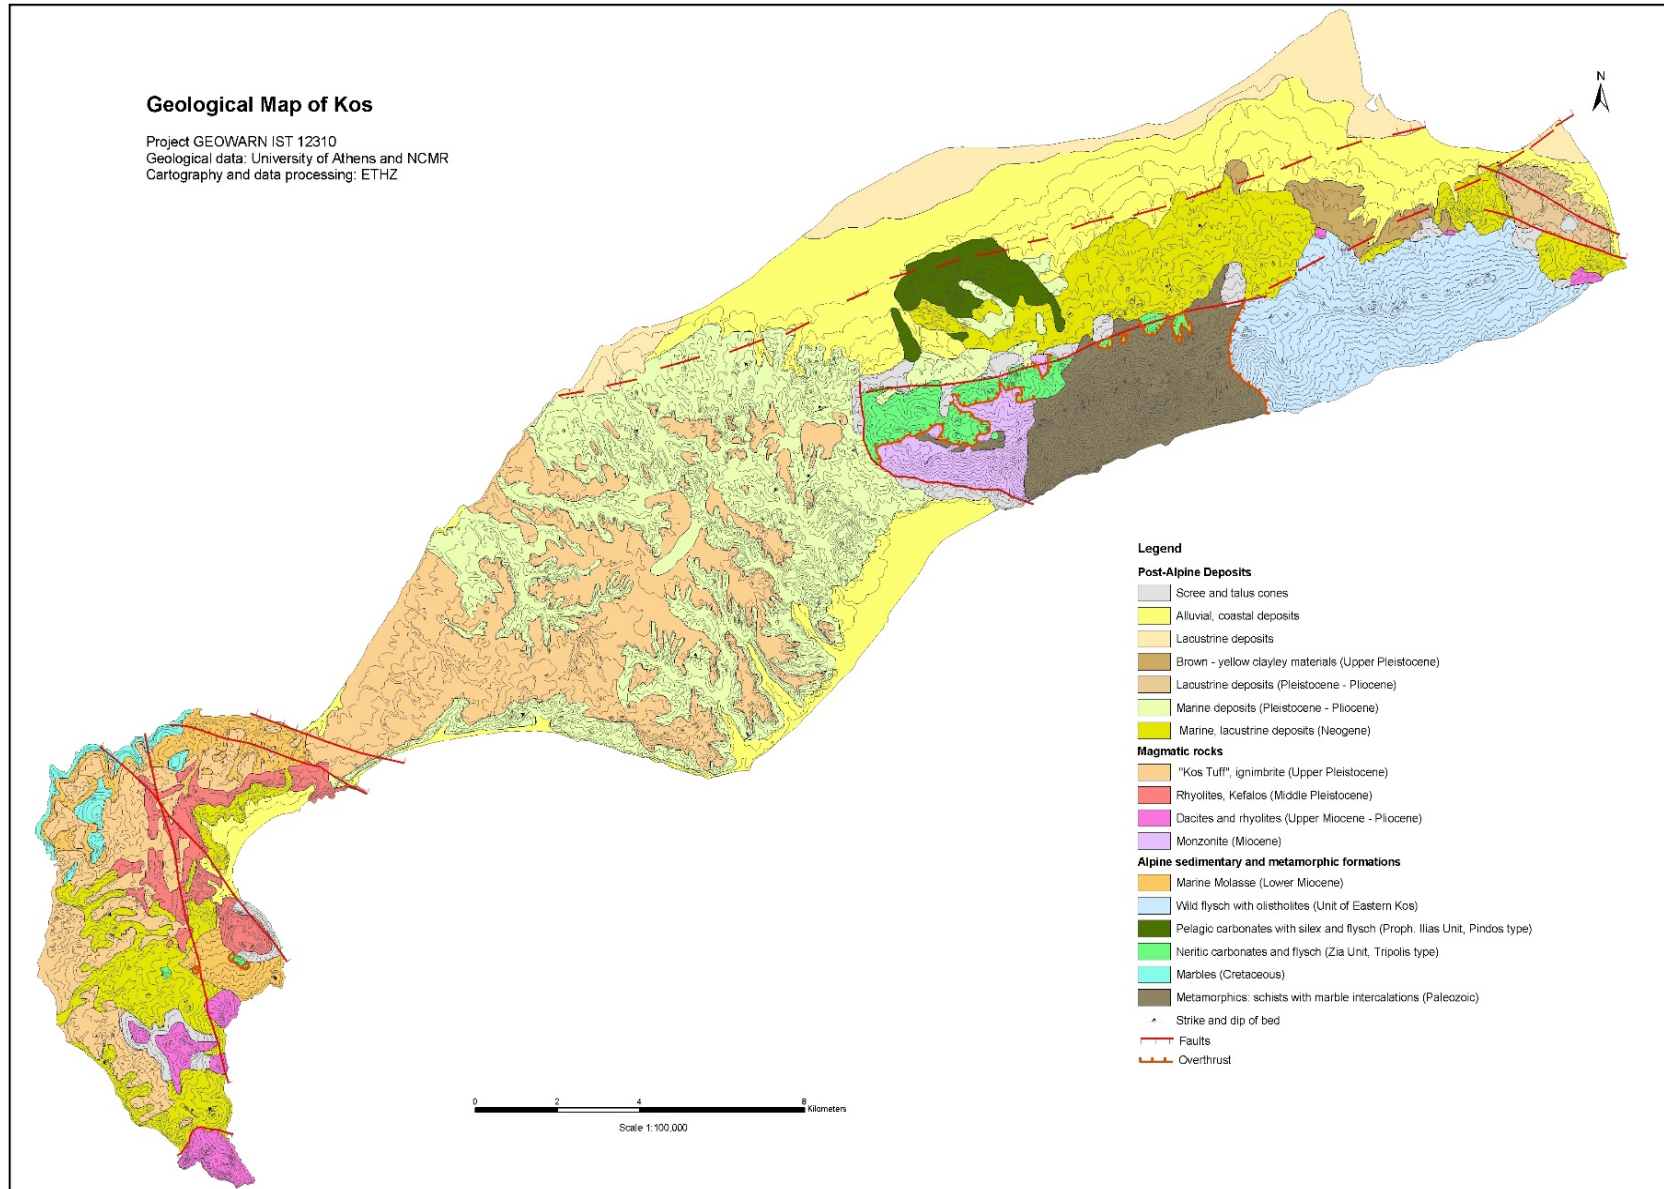 Geological Map of Kos
Project GEOWARN IST 12310
Geological data: University of Athens and NCMR
Cartography and data processing: ETHZ
N
Legend
Post-Alpine Deposits
Scree and talus cones
Alluvial, coastal deposits
Lacustrine deposits
Brown - yellow clayley materials (Upper Pleistocene)
Lacustrine deposits (Pleistocene - Pliocene)
Marine deposits (Pleistocene - Pliocene)
Marine, lacustrine deposits (Neogene)
Magmatic rocks
"Kos Tuff", ignimbrite (Upper Pleistocene)
Rhyolites, Kefalos (Middle Pleistocene)
Dacites and rhyolites (Upper Miocene - Pliocene)
Monzonite (Miocene)
Alpine sedimentary and metamorphic formations
Marine Molasse (Lower Miocene)
Wild flysch with olistholites (Unit of Eastern Kos)
Pelagic carbonates with silex and flysch (Proph. Ilias Unit, Pindos type)
Neritic carbonates and flysch (Zia Unit, Tripolis type)
Marbles (Cretaceous)
Metamorphics: schists with marble intercalations (Paleozoic)
Strike and dip of bed
Faults
Overthrust
0 2 4 8
Kilometers
Scale 1:100,000